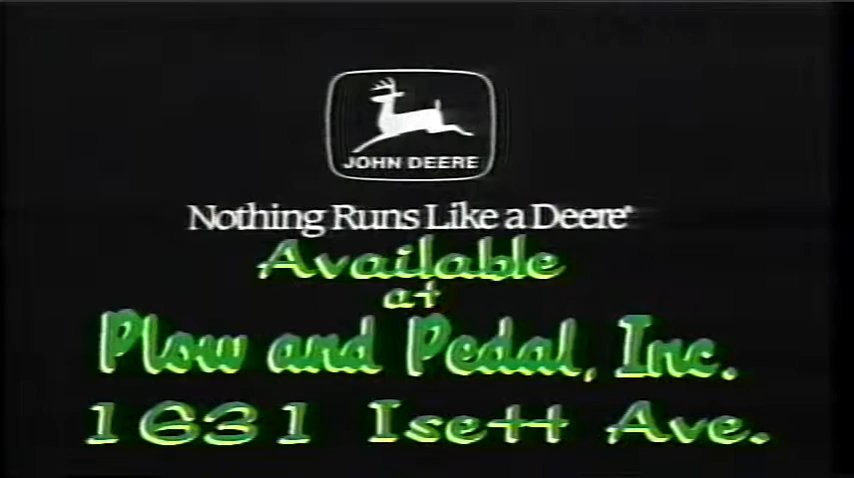 JOHN DEERE
Nothing Runs Like a Deere®
Available
at
Plow and Pedal, Inc.
1631 Isett Ave.